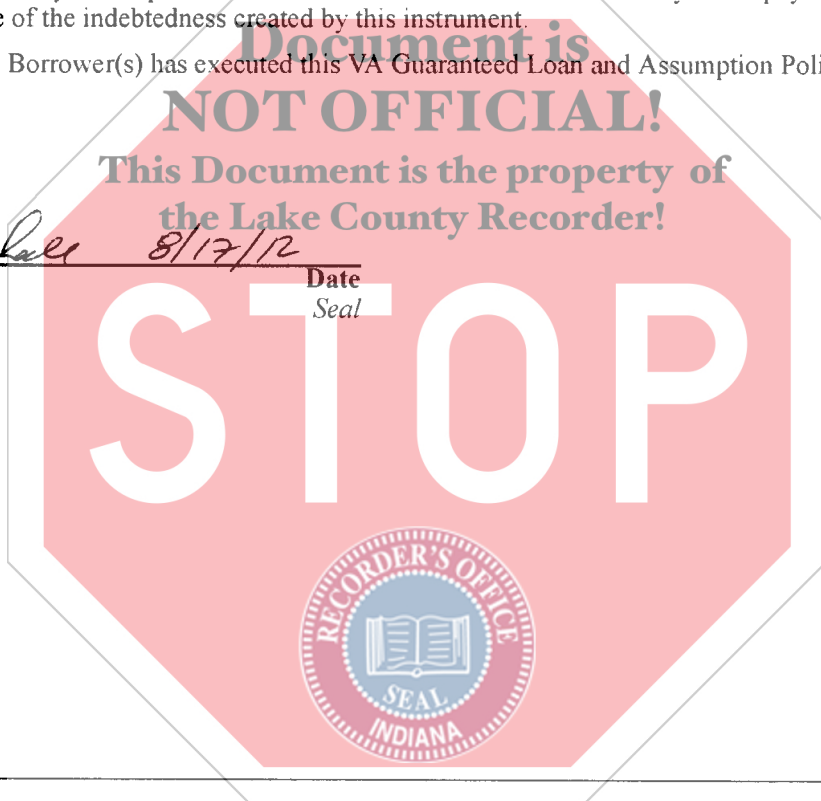 of the indebtedness created by this instrument.
Document is
Borrower(s) has executed this VA Guaranteed Loan and Assumption Poli
NOT OFFICIAL!
This Document is the property of
the Lake County Recorder!
8/17/12
Date
Seal
STOP
RECORDER'S OFFICE
SEAL
INDIANA